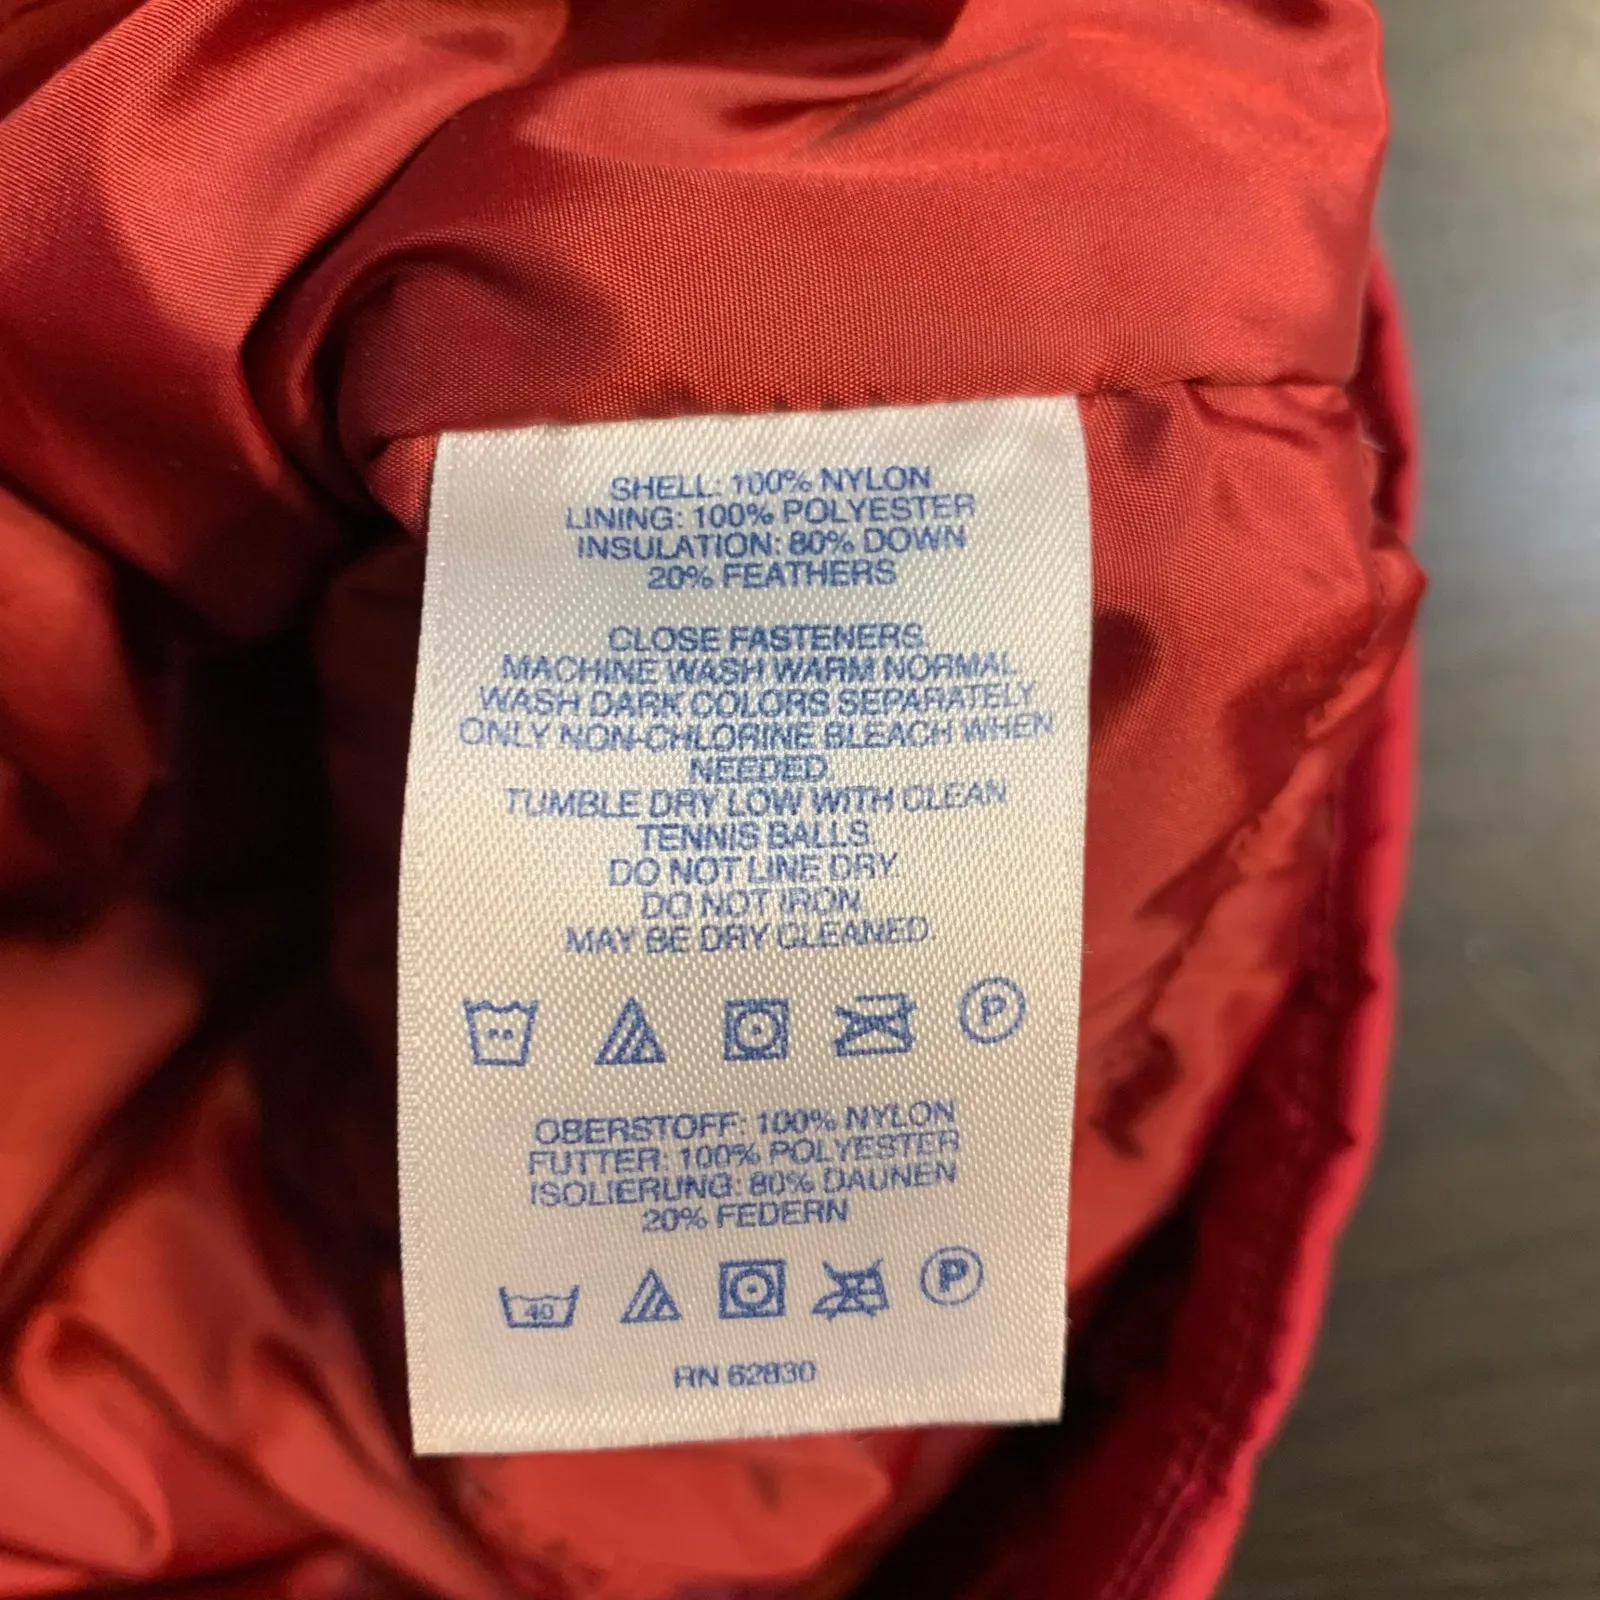 SHELL: 100% NYLON
LINING: 100% POLYESTER
INSULATION: 80% DOWN
20% FEATHERS
CLOSE FASTENERS.
MACHINE WASH WARM NORMAL
WASH DARK COLORS SEPARATELY
ONLY NON-CHLORINE BLEACH WHEN
NEEDED.
TUMBLE DRY LOW WITH CLEAN
TENNIS BALLS.
DO NOT LINE DRY.
DO NOT IRON.
MAY BE DRY CLEANED.
P
OBERSTOFF: 100% NYLON
FUTTER: 100% POLYESTER
ISOLIERUNG: 80% DAUNEN
20% FEDERN
40 P
RN 62830